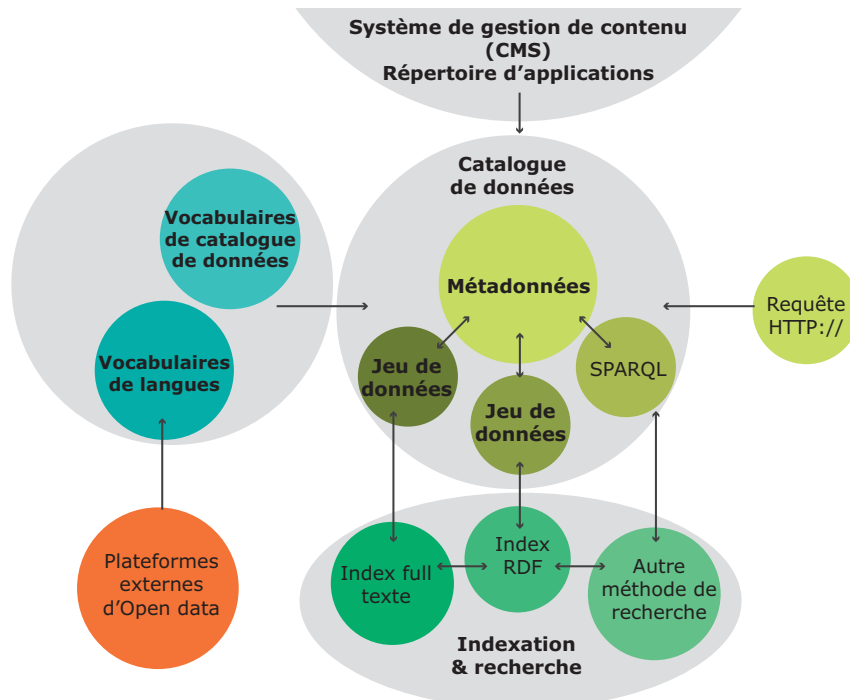 Système de gestion de contenu
(CMS)
Répertoire d’applications
Catalogue
de données
Vocabulaires
de catalogue
de données
Métadonnées
Requête
HTTP://
Vocabulaires
de langues
Jeu de
données
SPARQL
Jeu de
données
Plateformes
externes
d’Open data
Index full
texte
Index
RDF
Autre
méthode de
recherche
Indexation
& recherche